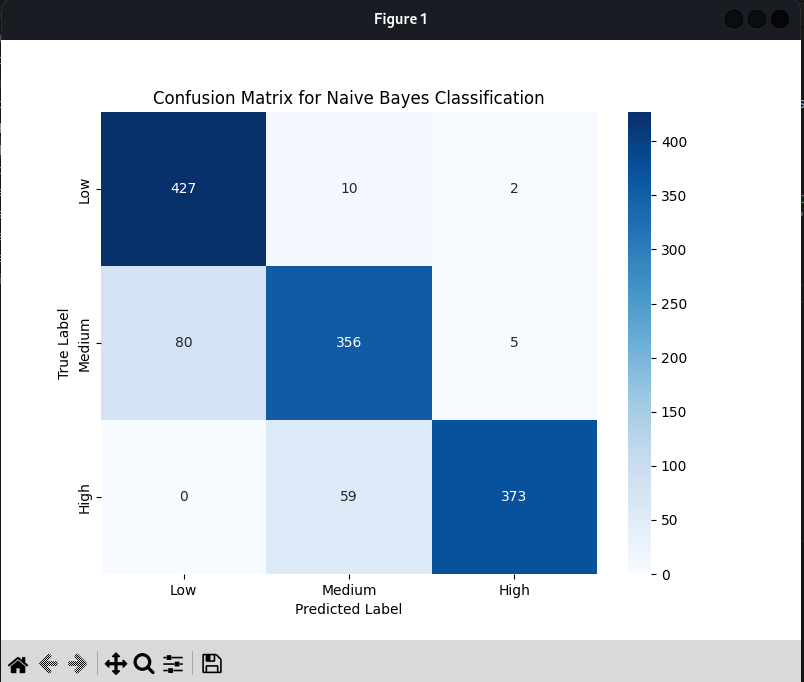 Figure 1
Confusion Matrix for Naive Bayes Classification
True Label
Low
427
10
2
Medium
80
356
5
High
0
59
373
Low
Medium
High
Predicted Label
400
350
300
250
200
150
100
50
0